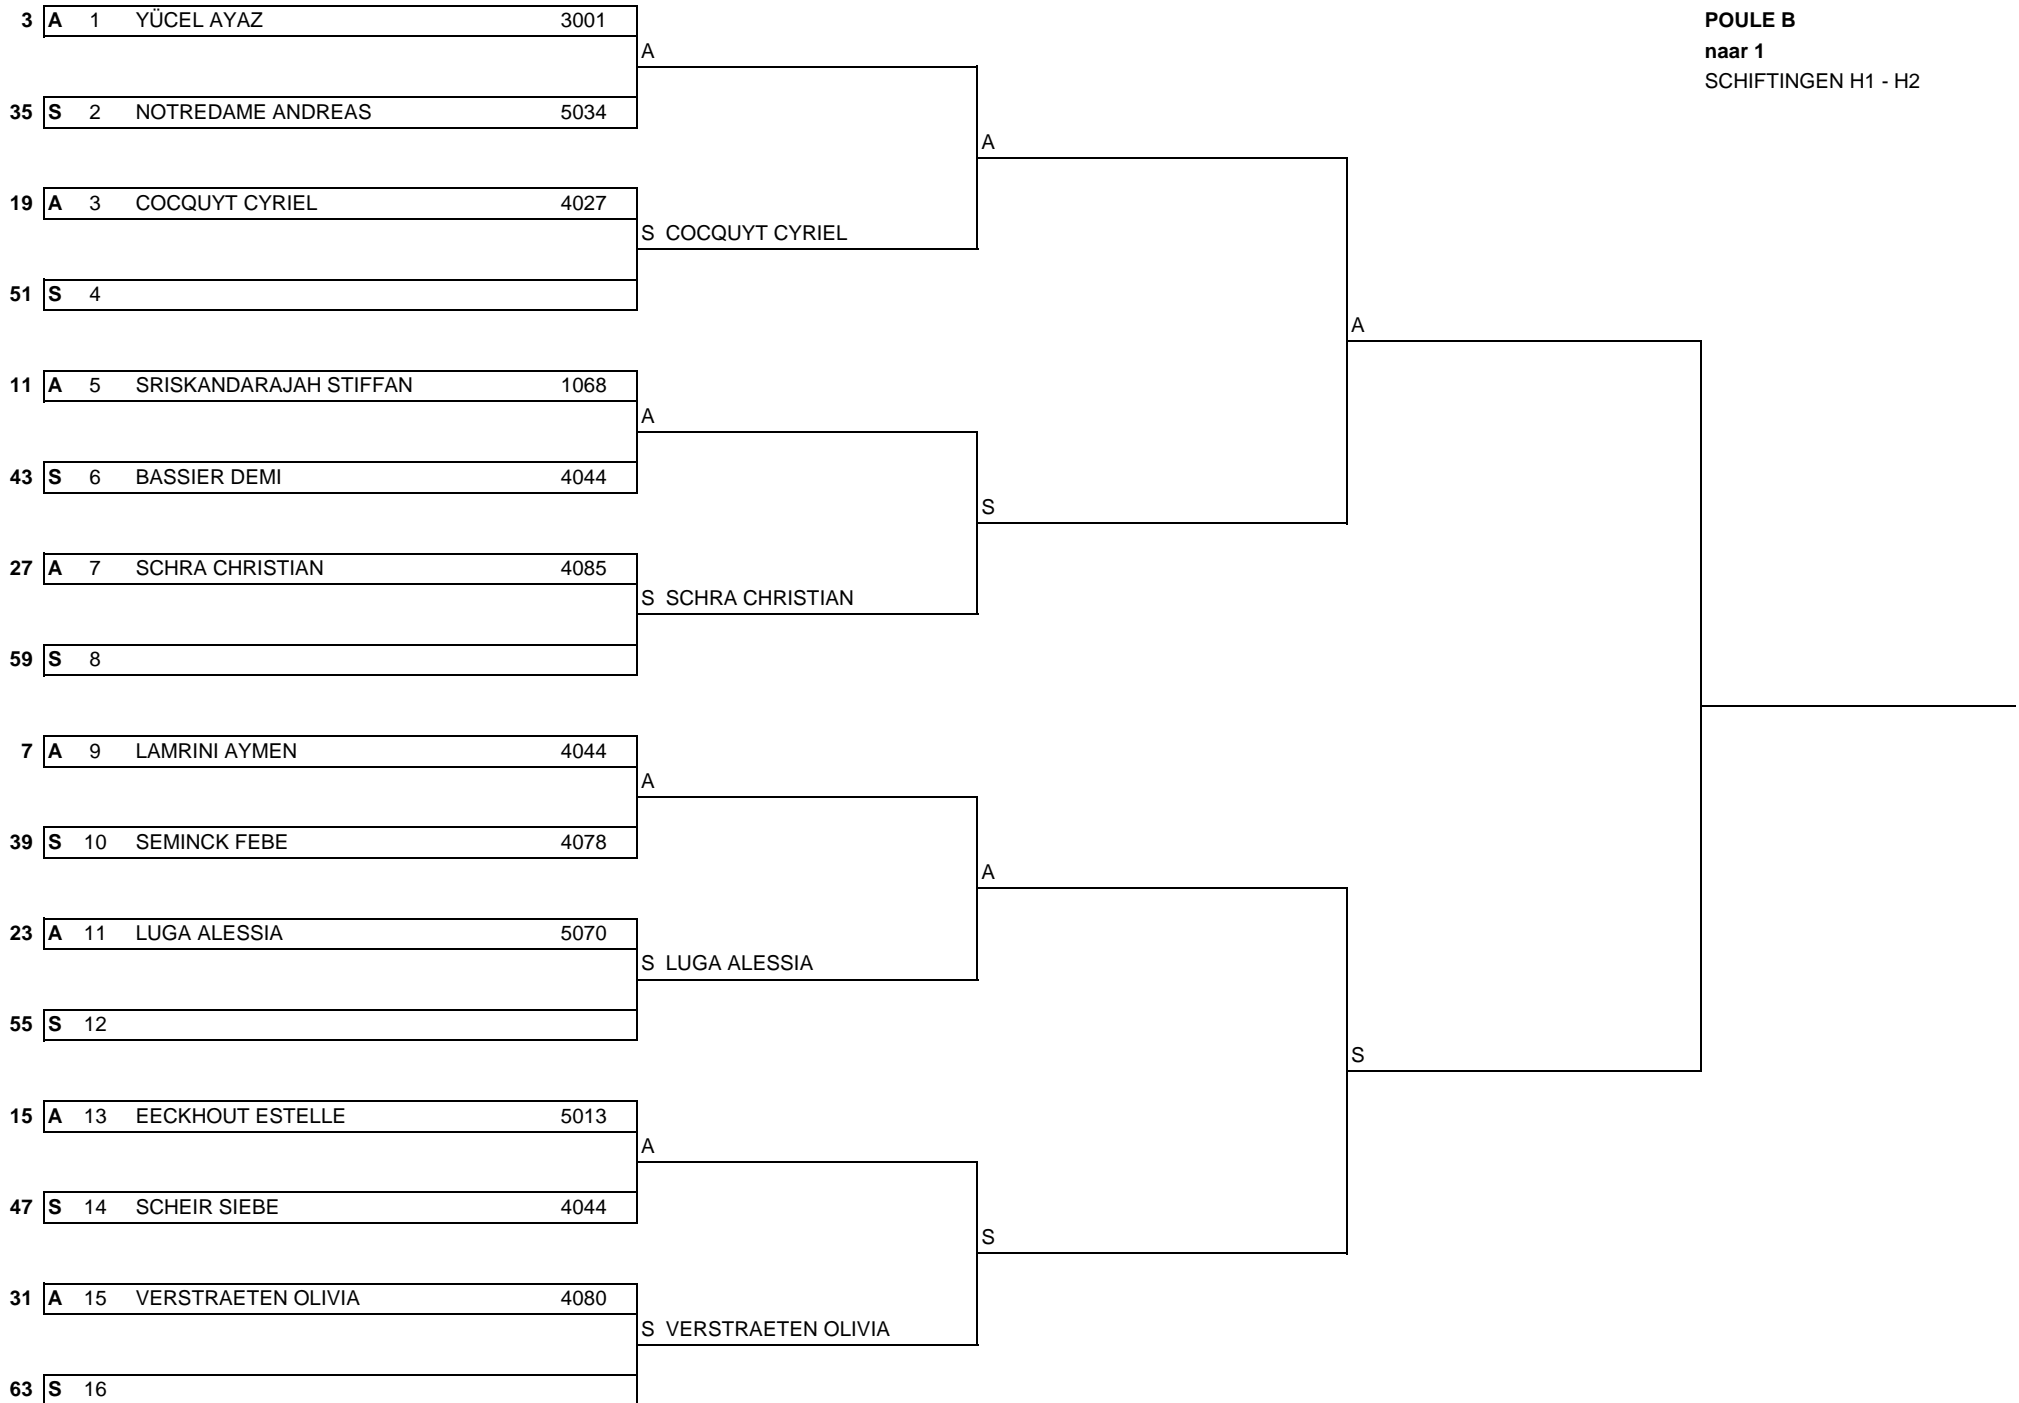 3 A 1 YÜCEL AYAZ 3001
POULE B
naar 1
A
SCHIFTINGEN H1 - H2
35 S 2 NOTREDAME ANDREAS 5034
A
19 A 3 COCQUYT CYRIEL 4027
S COCQUYT CYRIEL
51 S 4
A
11 A 5 SRISKANDARAJAH STIFFAN 1068
A
43 S 6 BASSIER DEMI 4044
S
27 A 7 SCHRA CHRISTIAN 4085
S SCHRA CHRISTIAN
59 S 8
7 A 9 LAMRINI AYMEN 4044
A
39 S 10 SEMINCK FEBE 4078
A
23 A 11 LUGA ALESSIA 5070
S LUGA ALESSIA
55 S 12
S
15 A 13 EECKHOUT ESTELLE 5013
A
47 S 14 SCHEIR SIEBE 4044
S
31 A 15 VERSTRAETEN OLIVIA 4080
S VERSTRAETEN OLIVIA
63 S 16